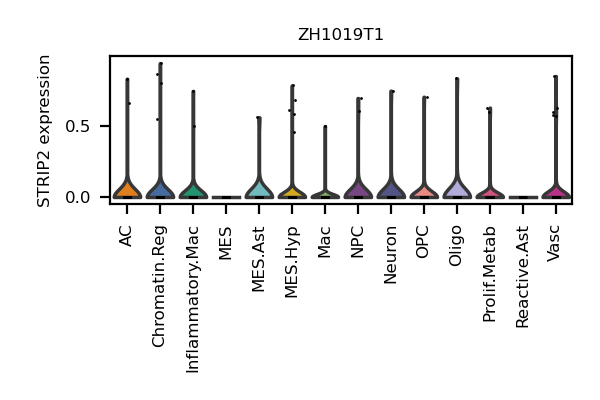 ZH1019T1
STRIP2 expression
0.5
0.0
AC
Chromatin.Reg
Inflammatory.Mac
MES
MES.Ast
MES.Hyp
Mac
NPC
Neuron
OPC
Oligo
Prolif.Metab
Reactive.Ast
Vasc